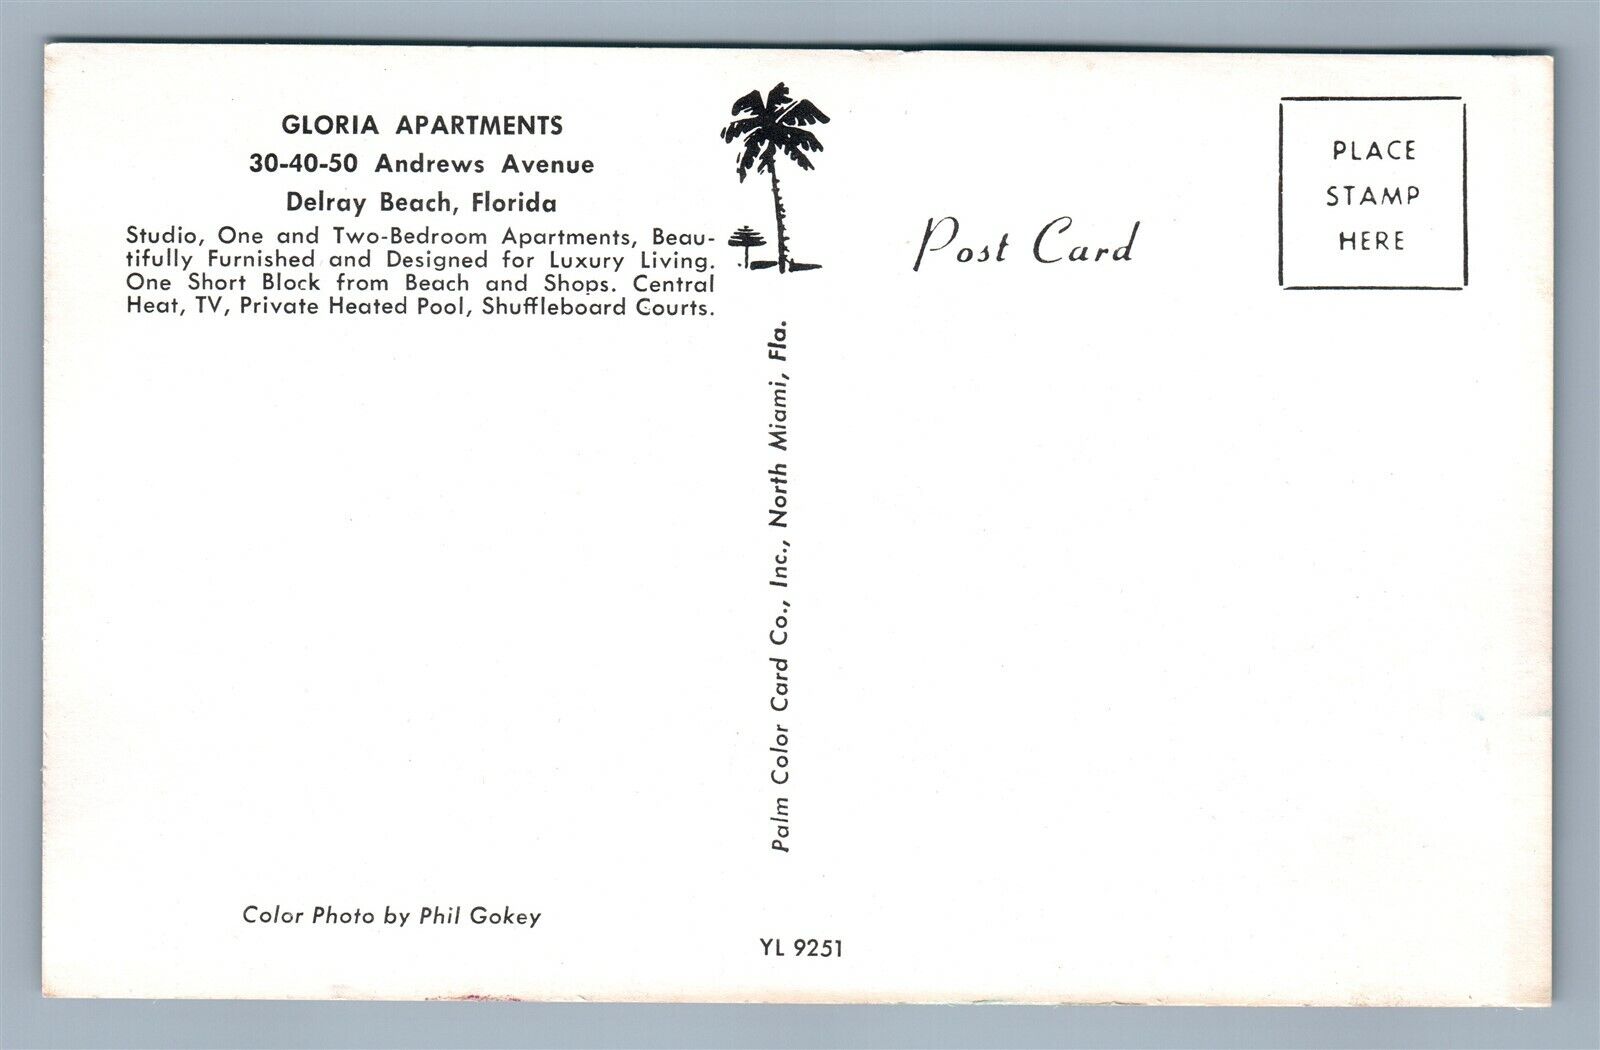 GLORIA APARTMENTS
30-40-50 Andrews Avenue
Delray Beach, Florida
Studio, One and Two-Bedroom Apartments, Beau-
tifully Furnished and Designed for Luxury Living.
One Short Block from Beach and Shops. Central
Heat, TV, Private Heated Pool, Shuffleboard Courts.
Color Photo by Phil Gokey
Palm Color Card Co., Inc., North Miami, Fla.
YL 9251
Post Card
PLACE
STAMP
HERE